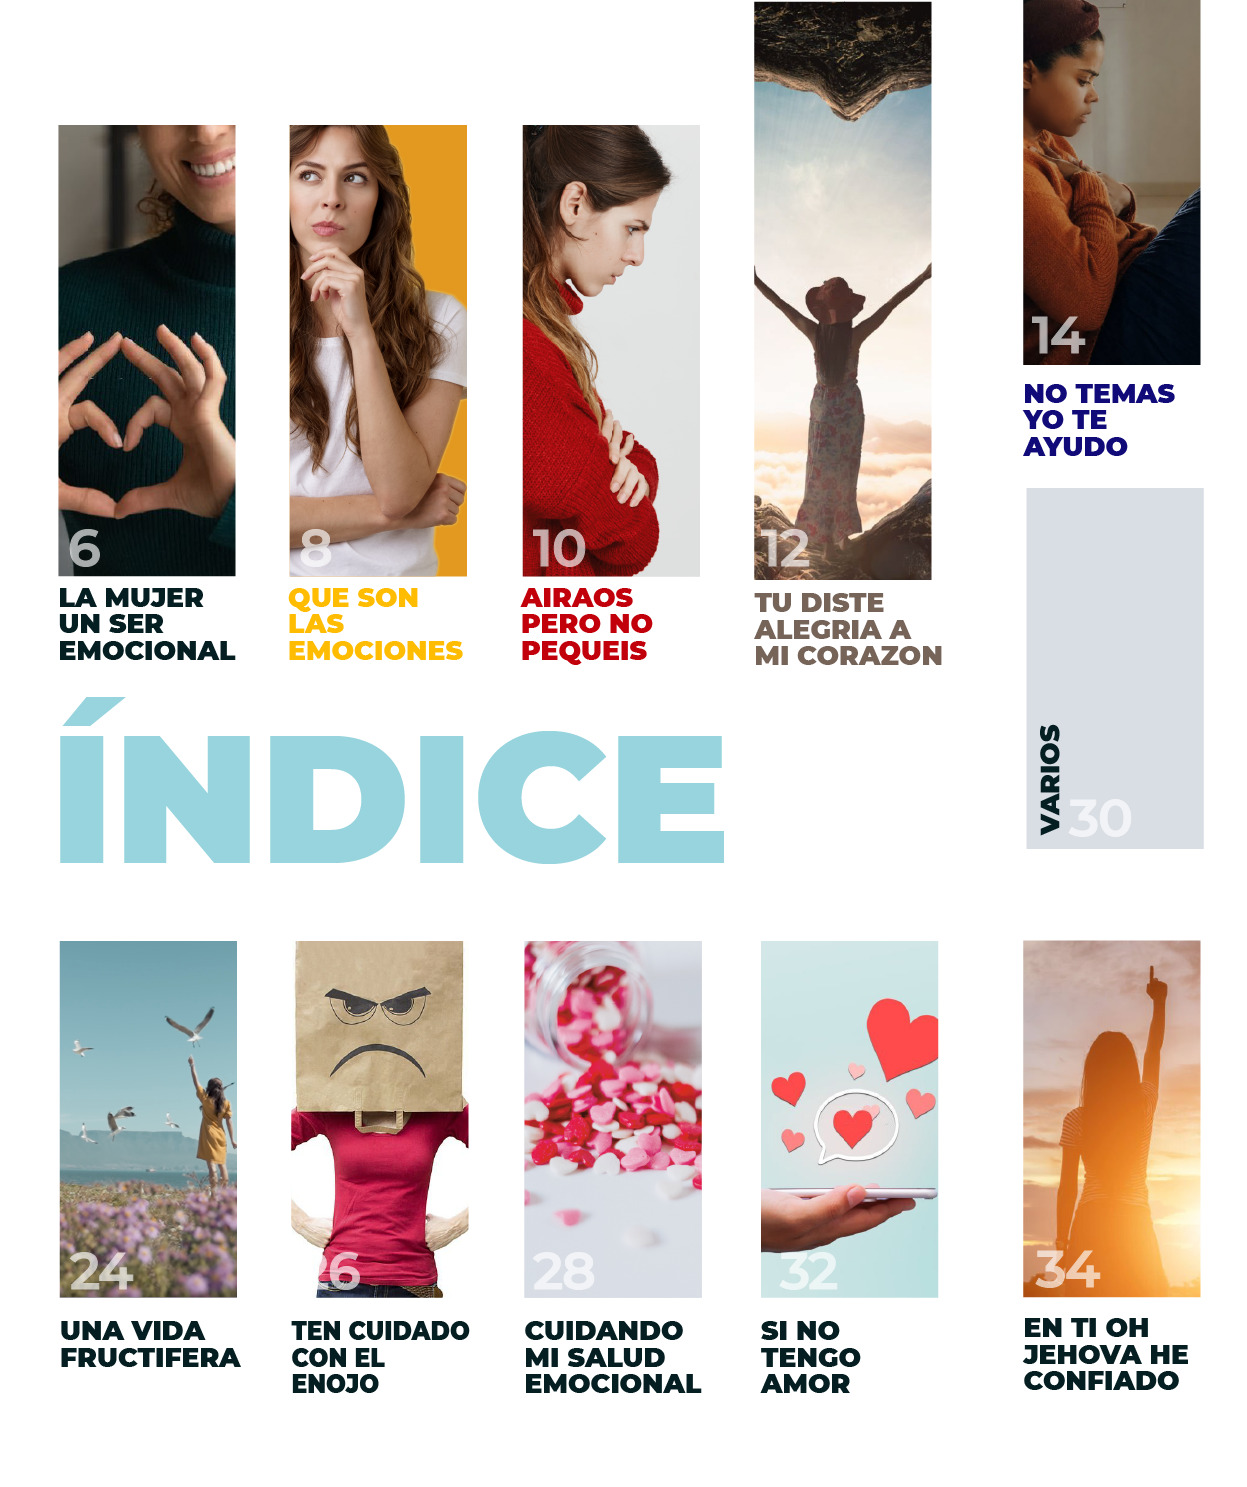 6
LA MUJER
UN SER
EMOCIONAL
8
QUE SON
LAS
EMOCIONES
10
AIRAOS
PERO NO
PEQUEIS
12
TU DISTE
ALEGRIA A
MI CORAZON
14
NO TEMAS
YO TE
AYUDO
ÍNDICE
VARIOS
30
24
UNA VIDA
FRUCTIFERA
26
TEN CUIDADO
CON EL
ENOJO
28
CUIDANDO
MI SALUD
EMOCIONAL
32
SI NO
TENGO
AMOR
34
EN TI OH
JEHOVA HE
CONFIADO